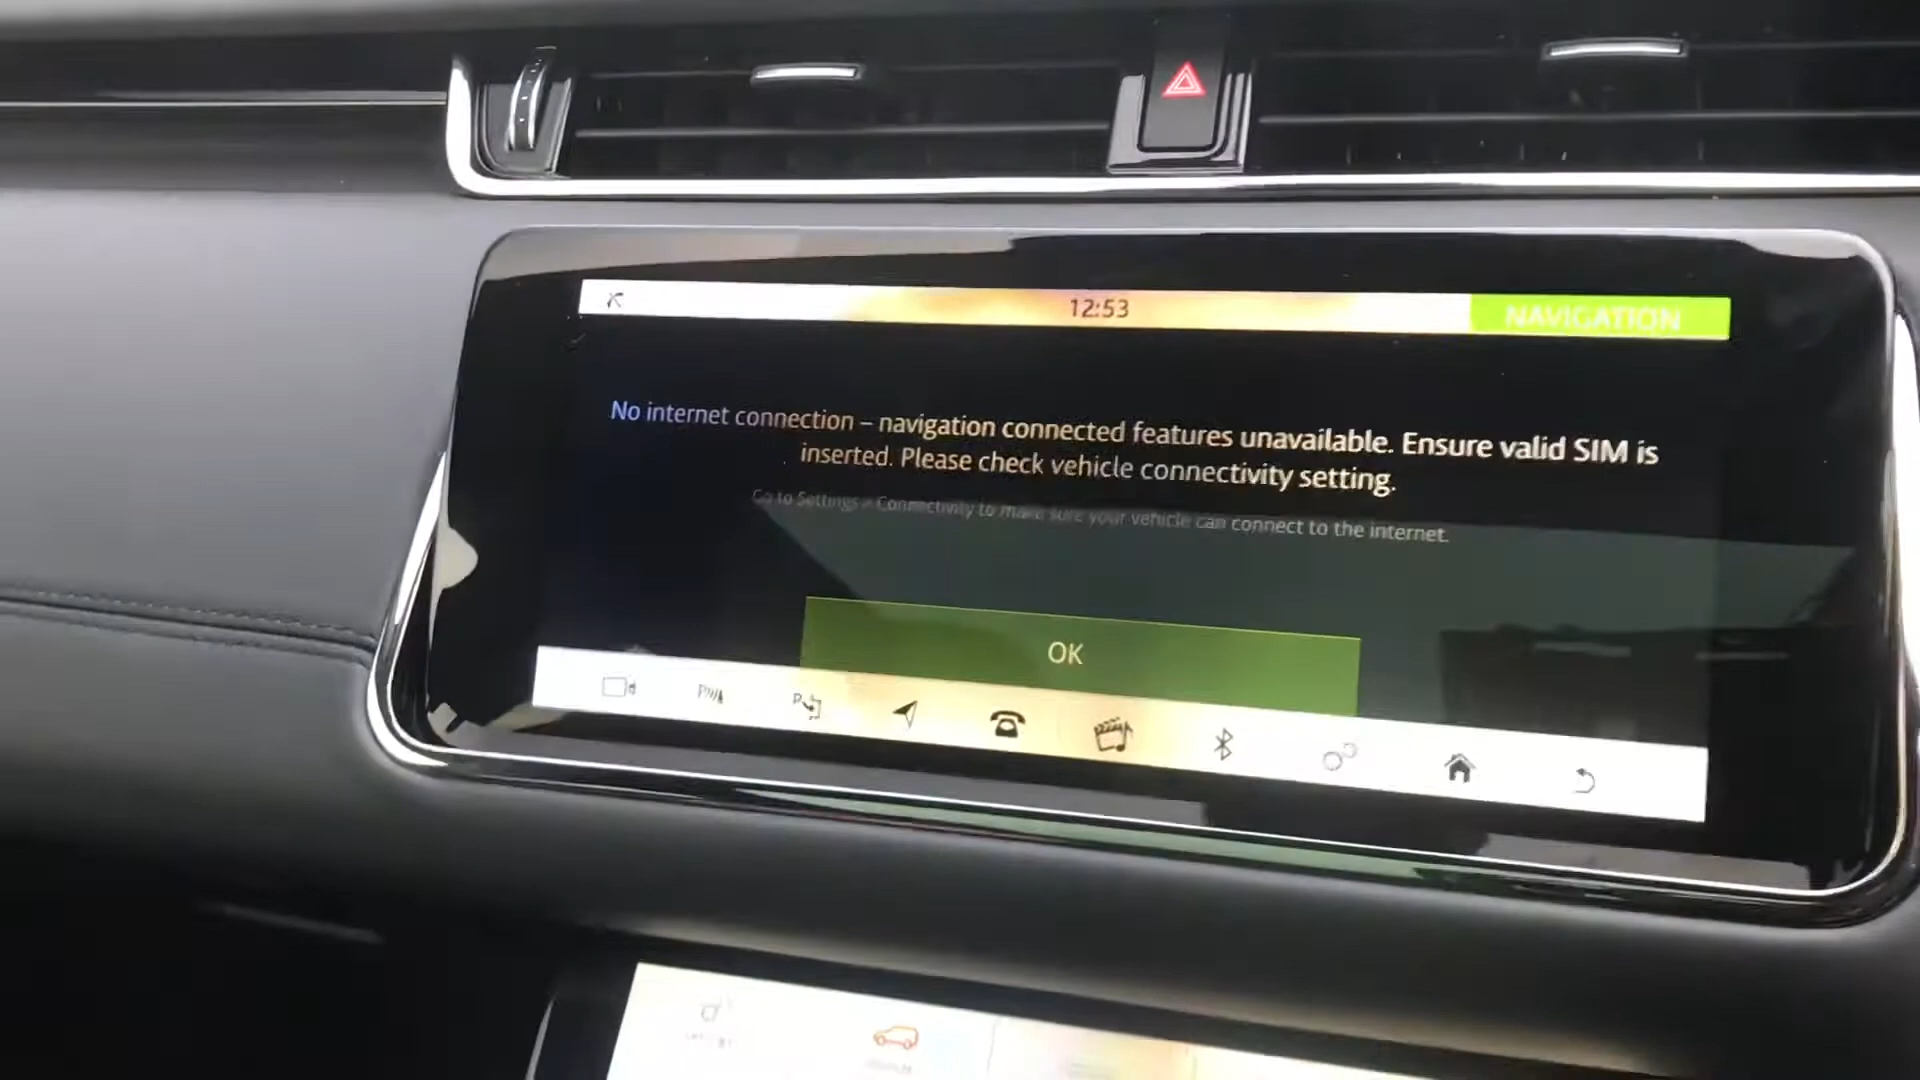 12:53
NAVIGATION
No internet connection – navigation connected features unavailable. Ensure valid SIM is
inserted. Please check vehicle connectivity setting.
Go to Settings > Connectivity to make sure your vehicle can connect to the internet.
OK